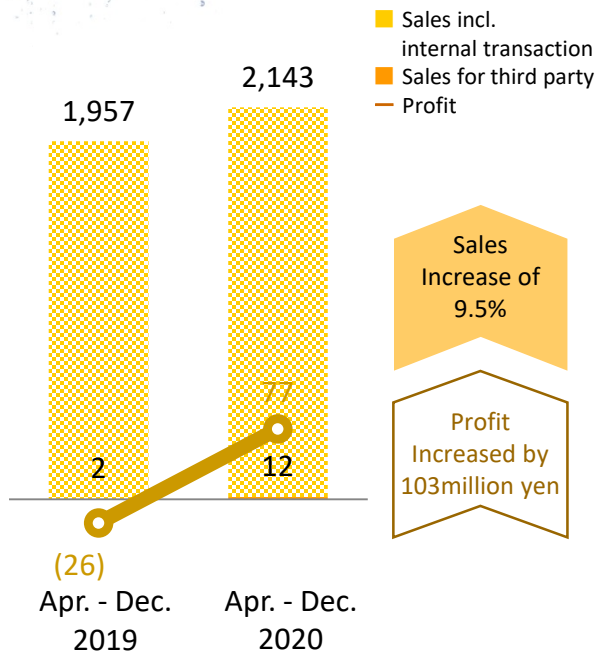 Sales incl.
internal transaction
Sales for third party
Profit
1,957
2,143
Sales
Increase of
9.5%
77
2
12
Profit
Increased by
103million yen
(26)
Apr. - Dec.
2019
Apr. - Dec.
2020